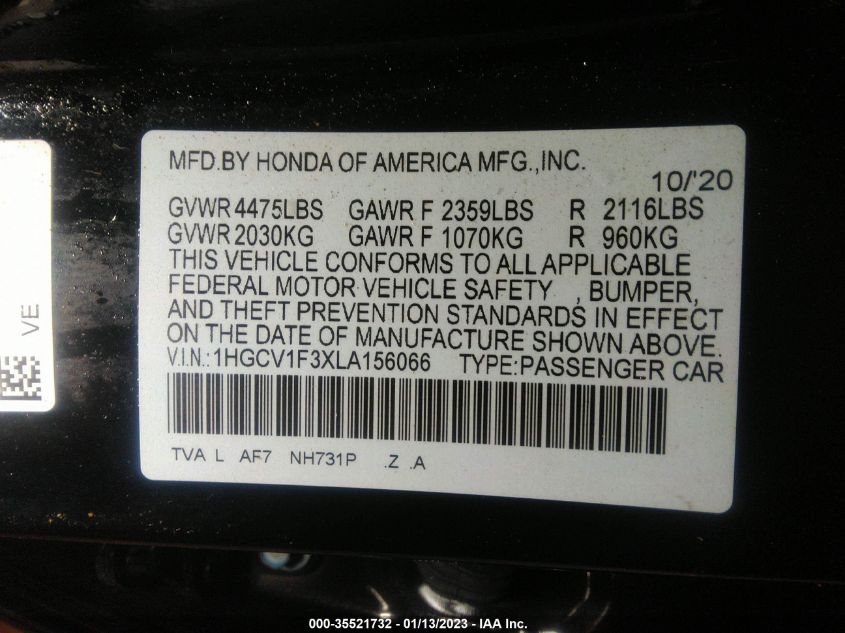 MFD.BY HONDA OF AMERICA MFG.,INC.
10/'20
GVWR 4475LBS GAWR F 2359LBS R 2116LBS
GVWR 2030KG GAWR F 1070KG R 960KG
THIS VEHICLE CONFORMS TO ALL APPLICABLE
FEDERAL MOTOR VEHICLE SAFETY , BUMPER,
AND THEFT PREVENTION STANDARDS IN EFFECT
ON THE DATE OF MANUFACTURE SHOWN ABOVE.
V.I.N.:1HGCV1F3XLA156066 TYPE:PASSENGER CAR
TVA L AF7 NH731P .Z .A
VE
000-35521732 - 01/13/2023 - IAA Inc.